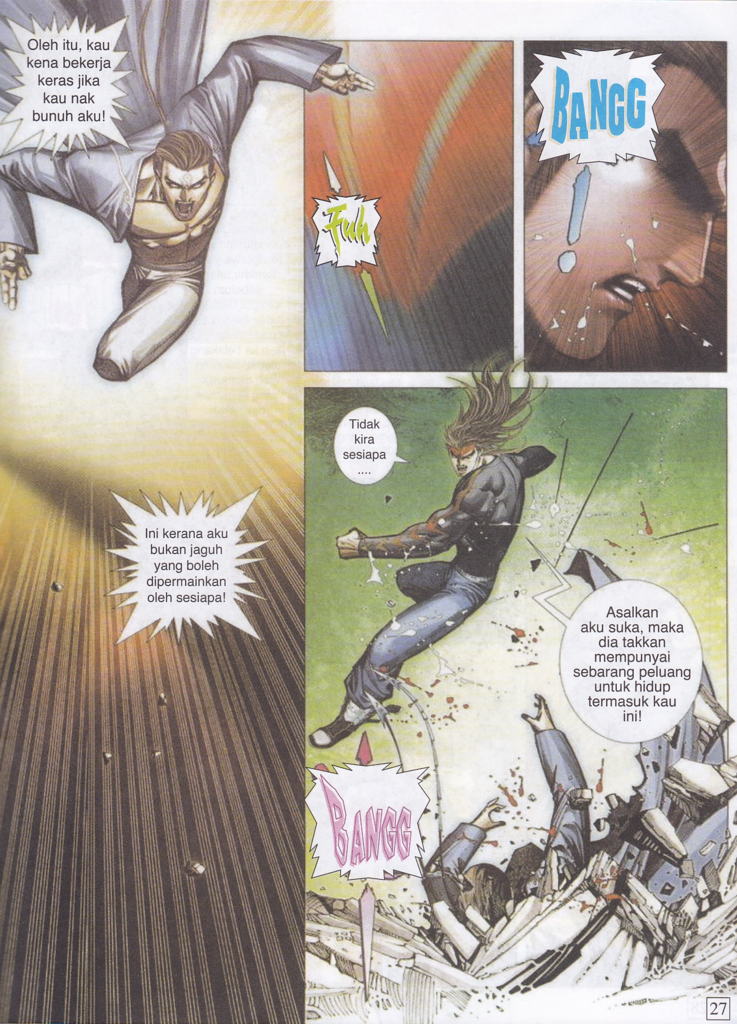 Oleh itu, kau
kena bekerja
keras jika
kau nak
bunuh aku!
Fuh
BANGG
!
Ini kerana aku
bukan jaguh
yang boleh
dipermainkan
oleh sesiapa!
Tidak
kira
sesiapa
....
Asalkan
aku suka, maka
dia takkan
mempunyai
sebarang peluang
untuk hidup
termasuk kau
ini!
BANGG
27